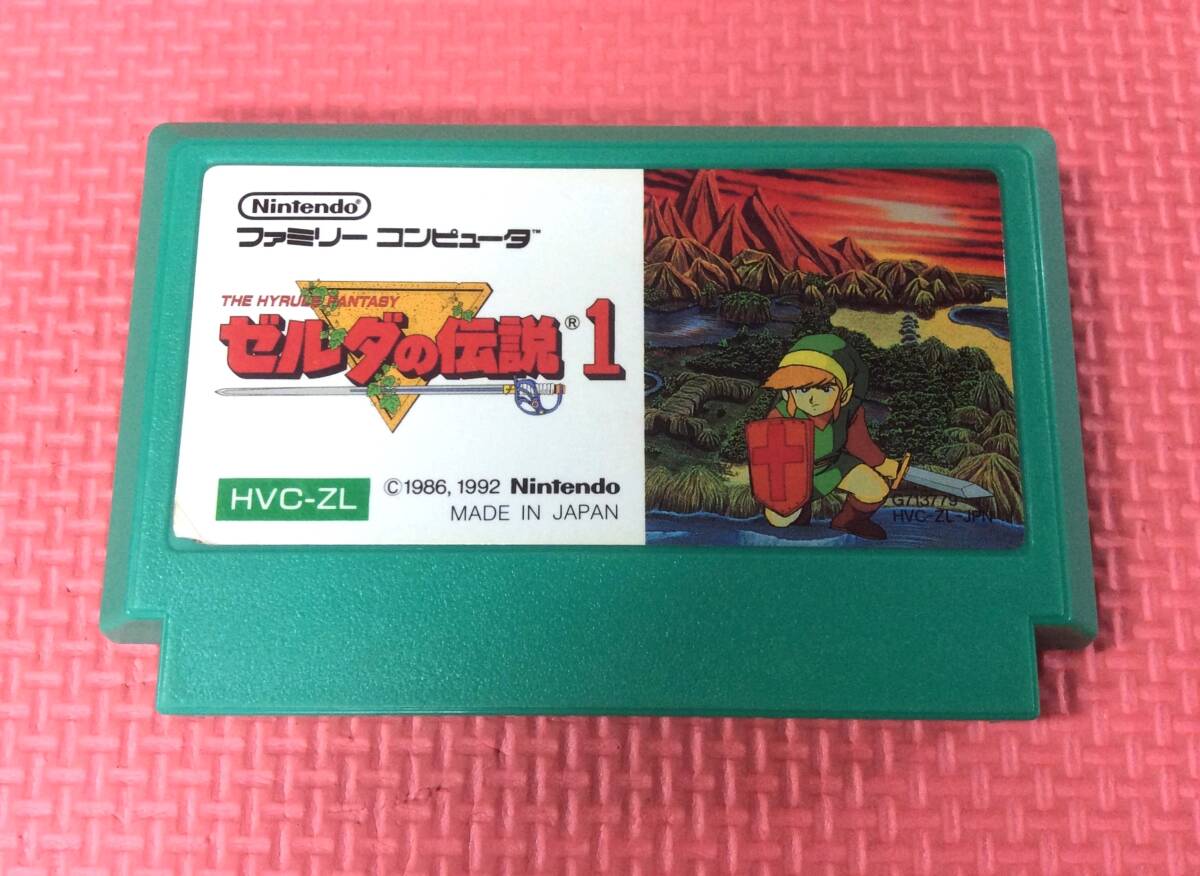 Nintendo®
ファミリー コンピュータ™
THE HYRULE FANTASY
ゼルダの伝説®1
HVC-ZL
©1986, 1992 Nintendo
MADE IN JAPAN
G713779
HVC-ZL-JPN